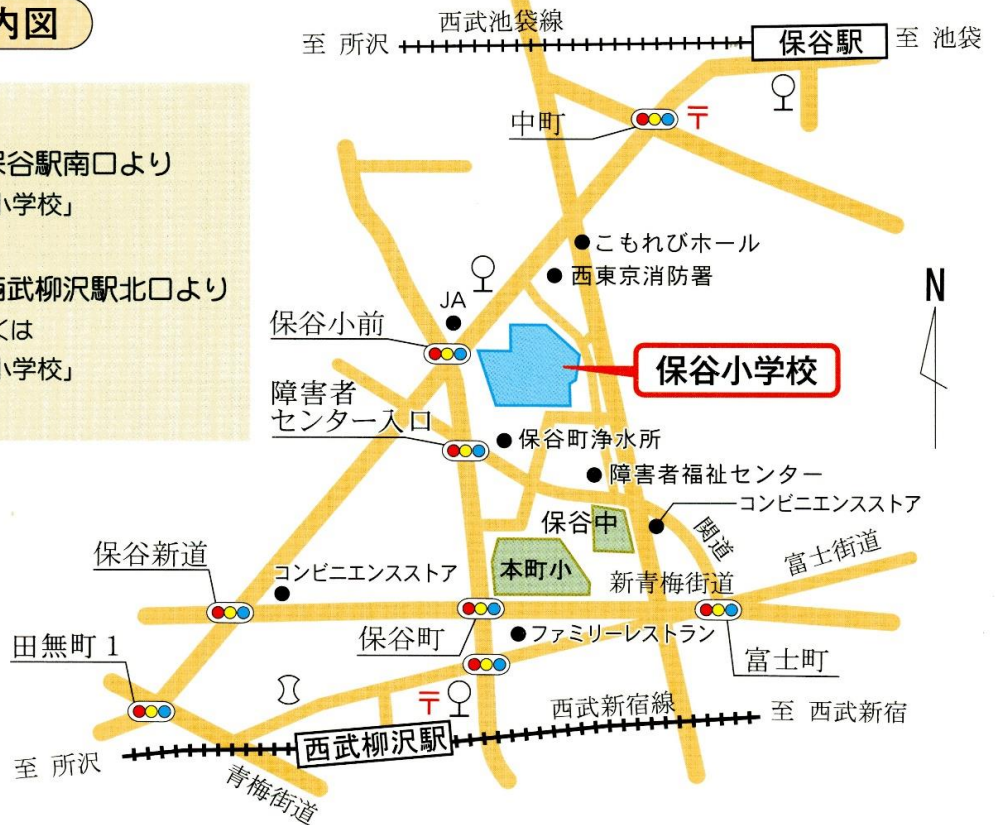 内図
西武池袋線
至 所沢
保谷駅
至 池袋
中町
〒
保谷駅南口より
小学校」
西武柳沢駅北口より
くは
小学校」
こもれびホール
西東京消防署
N
JA
保谷小前
保谷小学校
障害者
センター入口
保谷町浄水所
障害者福祉センター
コンビニエンスストア
保谷中
関道
富士街道
保谷新道
コンビニエンスストア
本町小
新青梅街道
田無町1
保谷町
ファミリーレストラン
富士町
〒
西武新宿線
至 西武新宿
西武柳沢駅
至 所沢
青梅街道